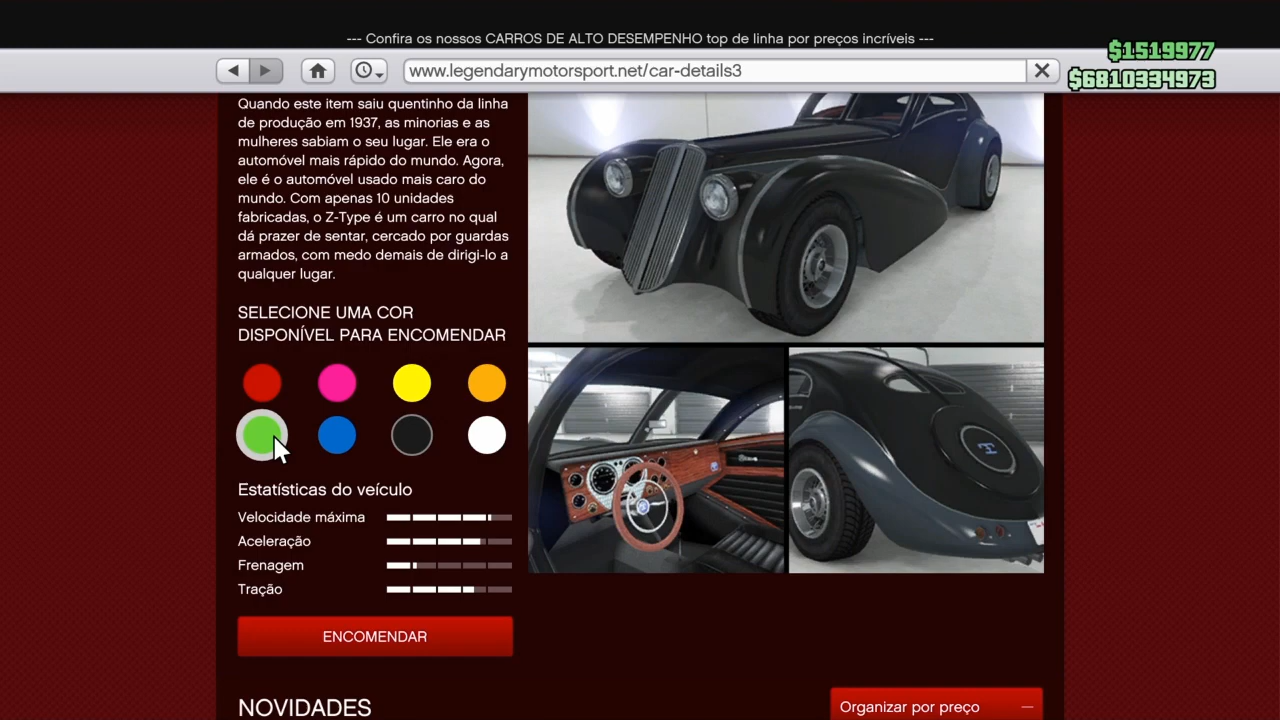 --- Confira os nossos CARROS DE ALTO DESEMPENHO top de linha por preços incríveis ---
$1519977
www.legendarymotorsport.net/car-details3
$6810334973
Quando este item saiu quentinho da linha
de produção em 1937, as minorias e as
mulheres sabiam o seu lugar. Ele era o
automóvel mais rápido do mundo. Agora,
ele é o automóvel usado mais caro do
mundo. Com apenas 10 unidades
fabricadas, o Z-Type é um carro no qual
dá prazer de sentar, cercado por guardas
armados, com medo demais de dirigi-lo a
qualquer lugar.
SELECIONE UMA COR
DISPONÍVEL PARA ENCOMENDAR
Estatísticas do veículo
Velocidade máxima
Aceleração
Frenagem
Tração
ENCOMENDAR
NOVIDADES
Organizar por preço